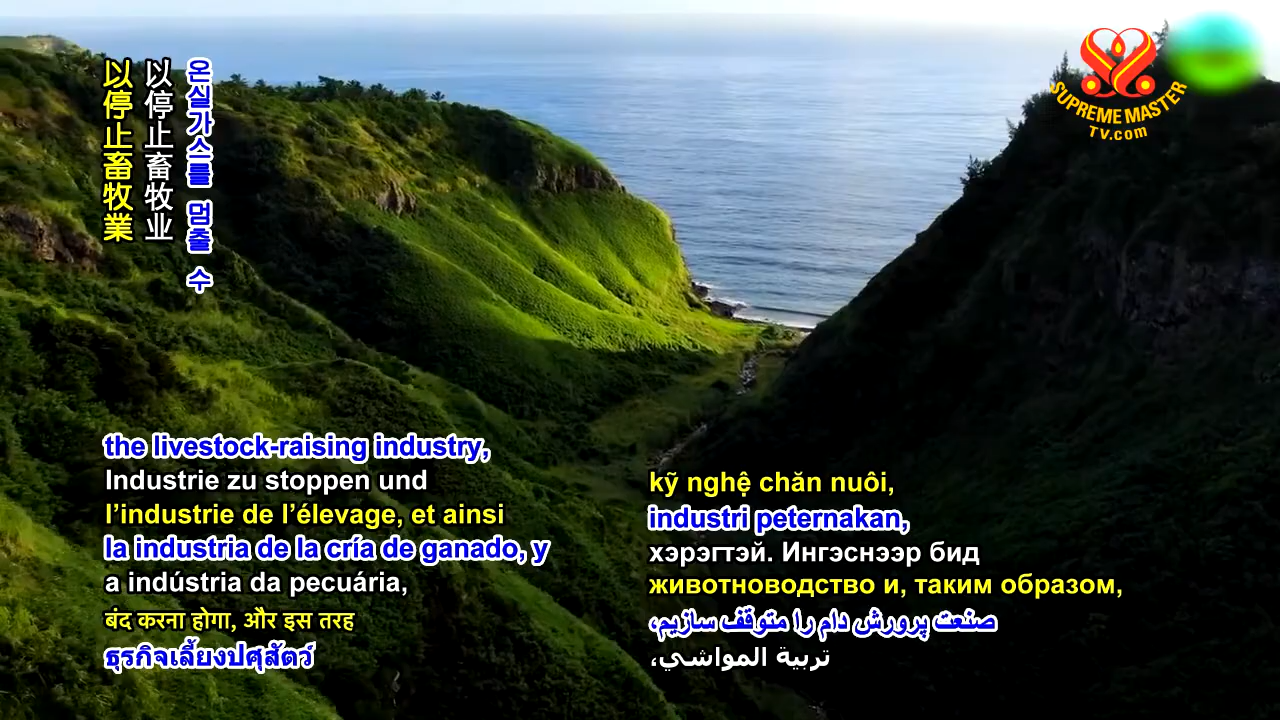 以停止畜牧業
以停止畜牧业
온실가스를 멈출 수
SUPREME MASTER
TV.com
the livestock-raising industry,
Industrie zu stoppen und
l’industrie de l’élevage, et ainsi
la industria de la cría de ganado, y
a indústria da pecuária,
बंद करना होगा, और इस तरह
ธุรกิจเลี้ยงปศุสัตว์
kỹ nghệ chăn nuôi,
industri peternakan,
хэрэгтэй. Ингэснээр бид
животноводство и, таким образом,
صنعت پرورش دام را متوقف سازیم،
تربية المواشي،